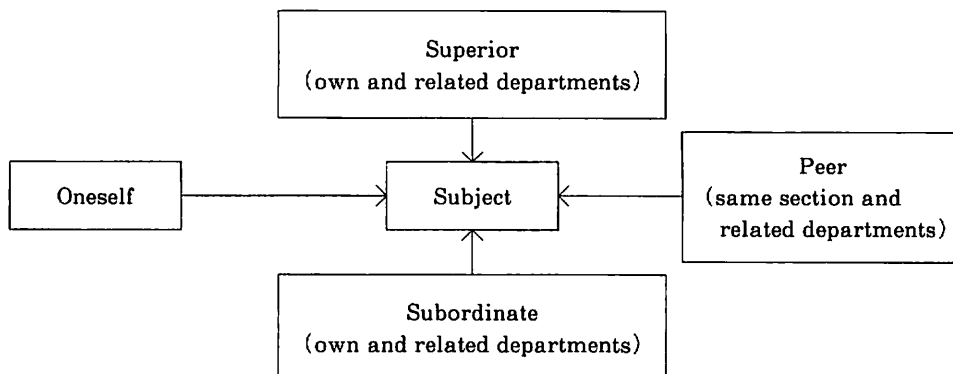 Superior
(own and related departments)
Oneself
Subject
Peer
(same section and
related departments)
Subordinate
(own and related departments)